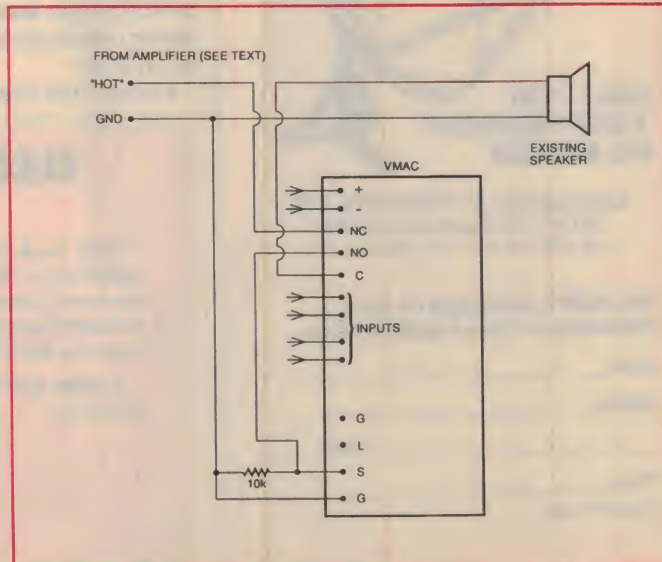 FROM AMPLIFIER (SEE TEXT)
"HOT"
GND
EXISTING
SPEAKER
VMAC
+
-
NC
NO
C
INPUTS
G
L
S
10k
G